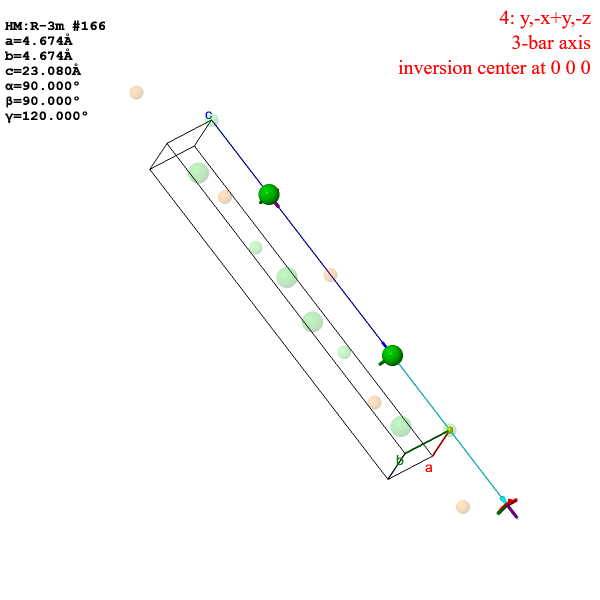 HM:R-3m #166
a=4.674Å
b=4.674Å
c=23.080Å
α=90.000°
β=90.000°
γ=120.000°
4: y,-x+y,-z
3-bar axis
inversion center at 0 0 0
c
b
a